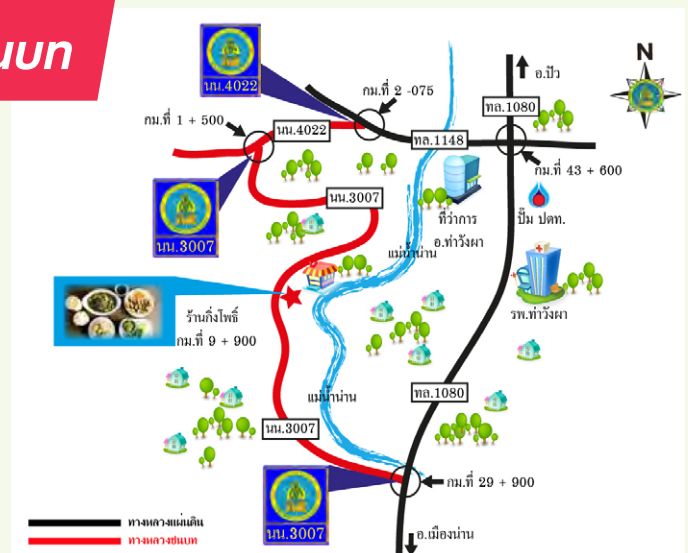 นบท
N
นน.4022
อ.ปัว
กม.ที่ 2 -075
ทล.1080
กม.ที่ 1 + 500
นน.4022
ทล.1148
กม.ที่ 43 + 600
นน.3007
นน.3007
ที่ว่าการ
อ.ท่าวังผา
ปั๊ม ปตท.
แม่น้ำน่าน
ร้านกิ่งโพธิ์
กม.ที่ 9 + 900
รพ.ท่าวังผา
แม่น้ำน่าน
ทล.1080
นน.3007
กม.ที่ 29 + 900
นน.3007
อ.เมืองน่าน
ทางหลวงแผ่นดิน
ทางหลวงชนบท